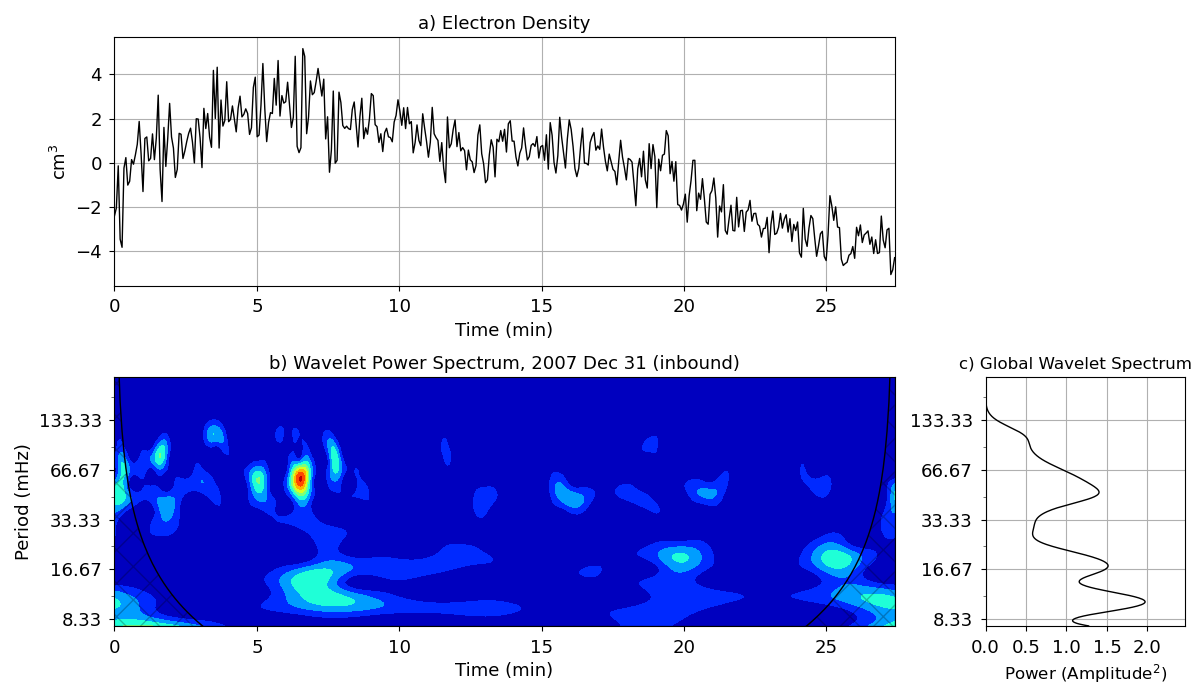 a) Electron Density
cm³
4
2
0
−2
−4
0 5 10 15 20 25
Time (min)
b) Wavelet Power Spectrum, 2007 Dec 31 (inbound)
Period (mHz)
133.33
66.67
33.33
16.67
8.33
0 5 10 15 20 25
Time (min)
c) Global Wavelet Spectrum
133.33
66.67
33.33
16.67
8.33
0.0 0.5 1.0 1.5 2.0
Power (Amplitude²)